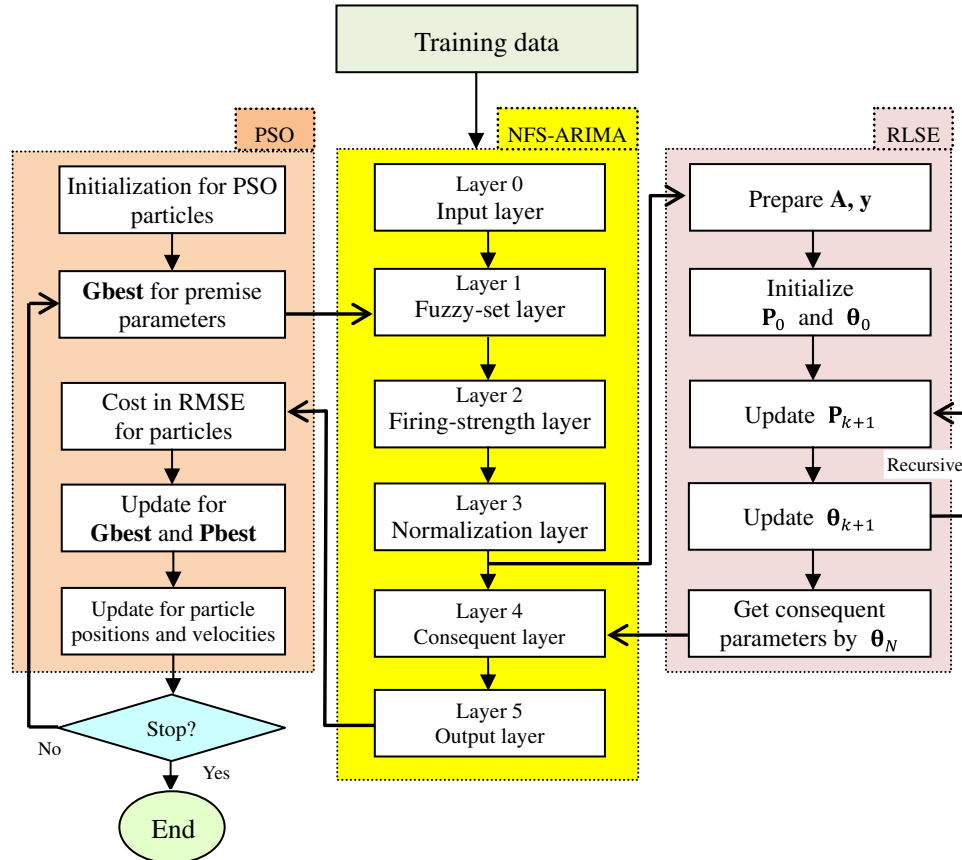 Training data
PSO
Initialization for PSO
particles
Gbest for premise
parameters
Cost in RMSE
for particles
Update for
Gbest and Pbest
Update for particle
positions and velocities
Stop?
No
Yes
End
NFS-ARIMA
Layer 0
Input layer
Layer 1
Fuzzy-set layer
Layer 2
Firing-strength layer
Layer 3
Normalization layer
Layer 4
Consequent layer
Layer 5
Output layer
RLSE
Prepare A, y
Initialize
P₀ and θ₀
Update Pₖ₊₁
Recursive
Update θₖ₊₁
Get consequent
parameters by θ_N